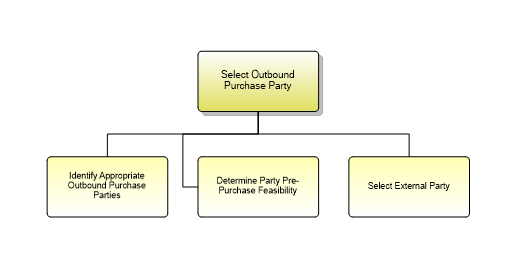 Select Outbound
Purchase Party
Identify Appropriate
Outbound Purchase
Parties
Determine Party Pre-
Purchase Feasibility
Select External Party